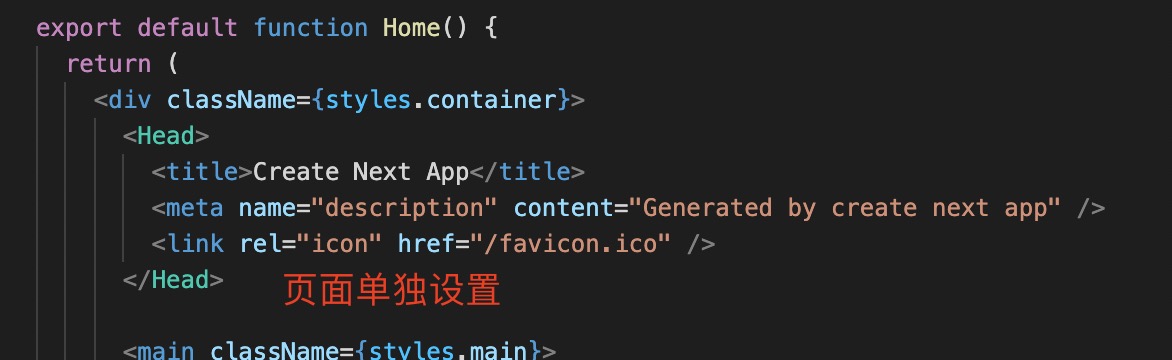 export default function Home() {
return (
<div className={styles.container}>
<Head>
<title>Create Next App</title>
<meta name="description" content="Generated by create next app" />
<link rel="icon" href="/favicon.ico" />
</Head>
页面单独设置
<main className={styles.main}>